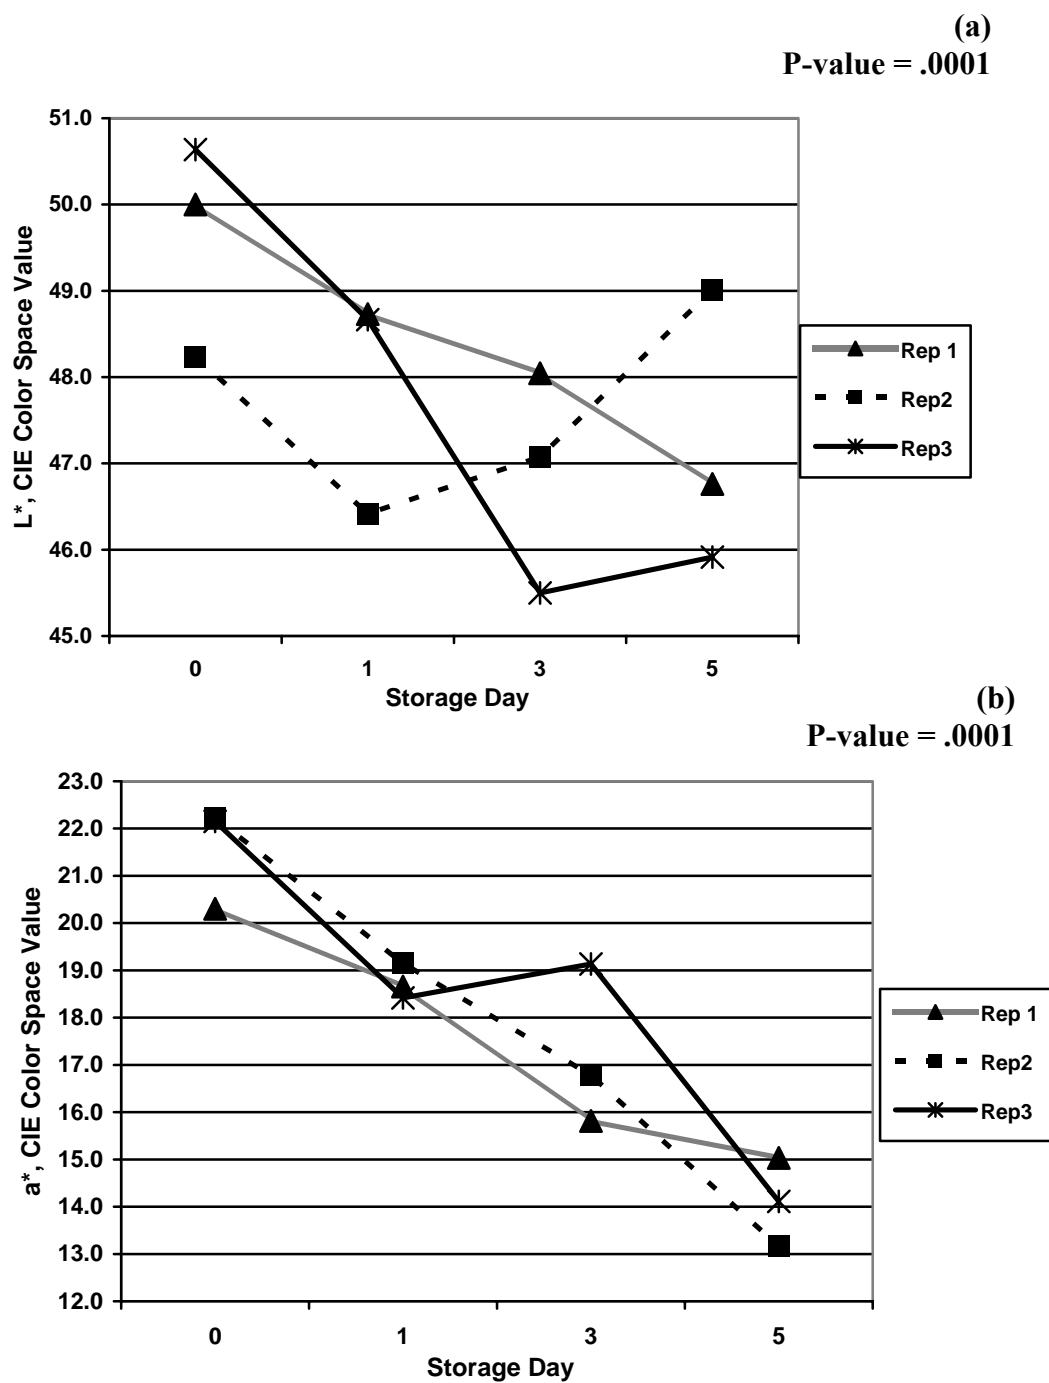 (a)
P-value = .0001
51.0
50.0
49.0
48.0
47.0
46.0
45.0
L*, CIE Color Space Value
0 1 3 5
Storage Day
Rep 1
Rep2
Rep3
(b)
P-value = .0001
23.0
22.0
21.0
20.0
19.0
18.0
17.0
16.0
15.0
14.0
13.0
12.0
a*, CIE Color Space Value
0 1 3 5
Storage Day
Rep 1
Rep2
Rep3